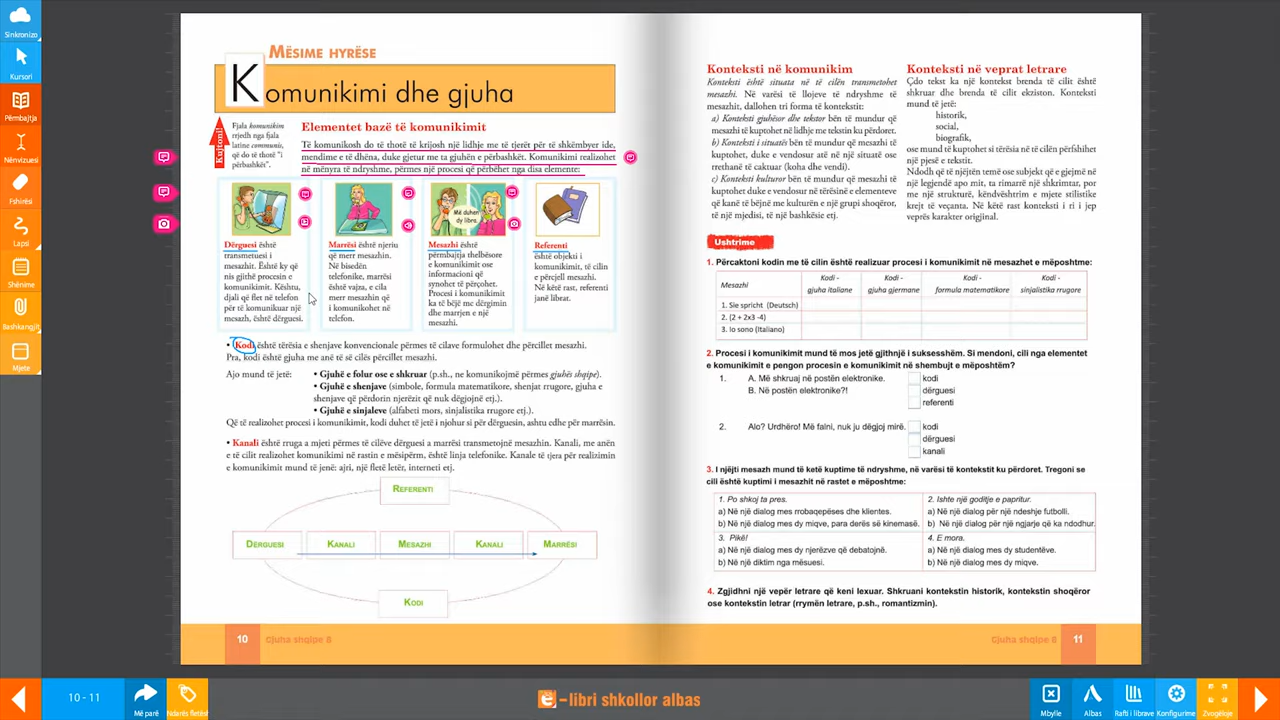 Sinkronizo
Kursori
Përmbajtja
Nënvizuesi
Fshirësi
Lapsi
Shënime
Bashkangjit
Mjete
MËSIME HYRËSE
Komunikimi dhe gjuha
Kujtoni!
Fjala komunikim
rrjedh nga fjala
latine communis,
që do të thotë "i
përbashkët".
Elementet bazë të komunikimit
Të komunikosh do të thotë të krijosh një lidhje me të tjerët për të shkëmbyer ide,
mendime e të dhëna, duke gjetur me ta gjuhën e përbashkët. Komunikimi realizohet
në mënyra të ndryshme, përmes një procesi që përbëhet nga disa elemente:
Dërguesi është
transmetuesi i
mesazhit. Është ky që
nis gjithë procesin e
komunikimit. Kështu,
djali që flet në telefon
për të komunikuar një
mesazh, është dërguesi.
Marrësi është njeriu
që merr mesazhin.
Në bisedën
telefonike, marrësi
është vajza, e cila
merr mesazhin që
i komunikohet në
telefon.
Më duhen
dy libra.
Mesazhi është
përmbajtja thelbësore
e komunikimit ose
informacioni që
synohet të përçohet.
Procesi i komunikimit
ka të bëjë me dërgimin
dhe marrjen e një
mesazhi.
Referenti
është objekti i
komunikimit, të cilin
e përcjell mesazhi.
Në këtë rast, referenti
janë librat.
• Kodi është tërësia e shenjave konvencionale përmes të cilave formulohet dhe përcillet mesazhi.
Pra, kodi është gjuha me anë të së cilës përcillet mesazhi.
Ajo mund të jetë:
• Gjuhë e folur ose e shkruar (p.sh., ne komunikojmë përmes gjuhës shqipe).
• Gjuhë e shenjave (simbole, formula matematikore, shenjat rrugore, gjuha e
shenjave që përdorin njerëzit që nuk dëgjojnë etj.).
• Gjuhë e sinjaleve (alfabeti mors, sinjalistika rrugore etj.).
Që të realizohet procesi i komunikimit, kodi duhet të jetë i njohur si për dërguesin, ashtu edhe për marrësin.
• Kanali është rruga a mjeti përmes të cilëve dërguesi a marrësi transmetojnë mesazhin. Kanali, me anën
e të cilit realizohet komunikimi në rastin e mësipërm, është linja telefonike. Kanale të tjera për realizimin
e komunikimit mund të jenë: ajri, një fletë letër, interneti etj.
REFERENTI
DËRGUESI
KANALI
MESAZHI
KANALI
MARRËSI
KODI
10
Gjuha shqipe 8
Konteksti në komunikim
Konteksti është situata në të cilën transmetohet
mesazhi. Në varësi të llojeve të ndryshme të
mesazhit, dallohen tri forma të kontekstit:
a) Konteksti gjuhësor dhe tekstor bën të mundur që
mesazhi të kuptohet në lidhje me tekstin ku përdoret.
b) Konteksti i situatës bën të mundur që mesazhi të
kuptohet, duke e vendosur atë në një situatë ose
rrethanë të caktuar (koha dhe vendi).
c) Konteksti kulturor bën të mundur që mesazhi të
kuptohet duke e vendosur në tërësinë e elementeve
që kanë të bëjnë me kulturën e një grupi shoqëror,
të një mjedisi, të një bashkësie etj.
Konteksti në veprat letrare
Çdo tekst ka një kontekst brenda të cilit është
shkruar dhe brenda të cilit ekziston. Konteksti
mund të jetë:
historik,
social,
biografik,
ose mund të kuptohet si tërësia në të cilën përfshihet
një pjesë e tekstit.
Ndodh që të njëjtën temë ose subjekt që e gjejmë në
një legjendë apo mit, ta rimarrë një shkrimtar, por
me një strukturë, këndvështrim e mjete stilistike
krejt të veçanta. Në këtë rast konteksti i ri i jep
veprës karakter origjinal.
Ushtrime
1. Përcaktoni kodin me të cilin është realizuar procesi i komunikimit në mesazhet e mëposhtme:
Mesazhi
Kodi -
gjuha italiane
Kodi -
gjuha gjermane
Kodi -
formula matematikore
Kodi -
sinjalistika rrugore
1. Sie spricht (Deutsch)
2. (2 + 2x3 -4)
3. Io sono (Italiano)
2. Procesi i komunikimit mund të mos jetë gjithnjë i suksesshëm. Si mendoni, cili nga elementet
e komunikimit e pengon procesin e komunikimit në shembujt e mëposhtëm?
1. A. Më shkruaj në postën elektronike.
B. Në postën elektronike?!
kodi
dërguesi
referenti
2. Alo? Urdhëro! Më falni, nuk ju dëgjoj mirë.
kodi
dërguesi
kanali
3. I njëjti mesazh mund të ketë kuptime të ndryshme, në varësi të kontekstit ku përdoret. Tregoni se
cili është kuptimi i mesazhit në rastet e mëposhtme:
1. Po shkoj ta pres.
a) Në një dialog mes rrobaqepëses dhe klientes.
b) Në një dialog mes dy miqve, para derës së kinemasë.
2. Ishte një goditje e papritur.
a) Në një dialog për një ndeshje futbolli.
b) Në një dialog për një ngjarje që ka ndodhur.
3. Pikë!
a) Në një dialog mes dy njerëzve që debatojnë.
b) Në një diktim nga mësuesi.
4. E mora.
a) Në një dialog mes dy studentëve.
b) Në një dialog mes dy miqve.
4. Zgjidhni një vepër letrare që keni lexuar. Shkruani kontekstin historik, kontekstin shoqëror
ose kontekstin letrar (rrymën letrare, p.sh., romantizmin).
Gjuha shqipe 8
11
10 - 11
Më parë
Ndarës fletësh
e-libri shkollor albas
Mbylle
Albas
Rafti i librave
Konfigurime
Zvogëloje